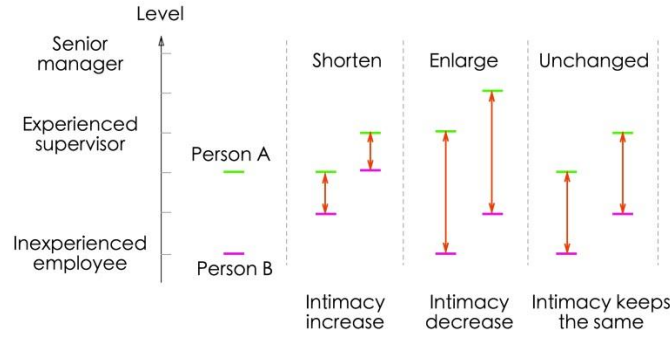 Level
Senior
manager
Shorten
Enlarge
Unchanged
Experienced
supervisor
Person A
Inexperienced
employee
Person B
Intimacy
increase
Intimacy
decrease
Intimacy keeps
the same